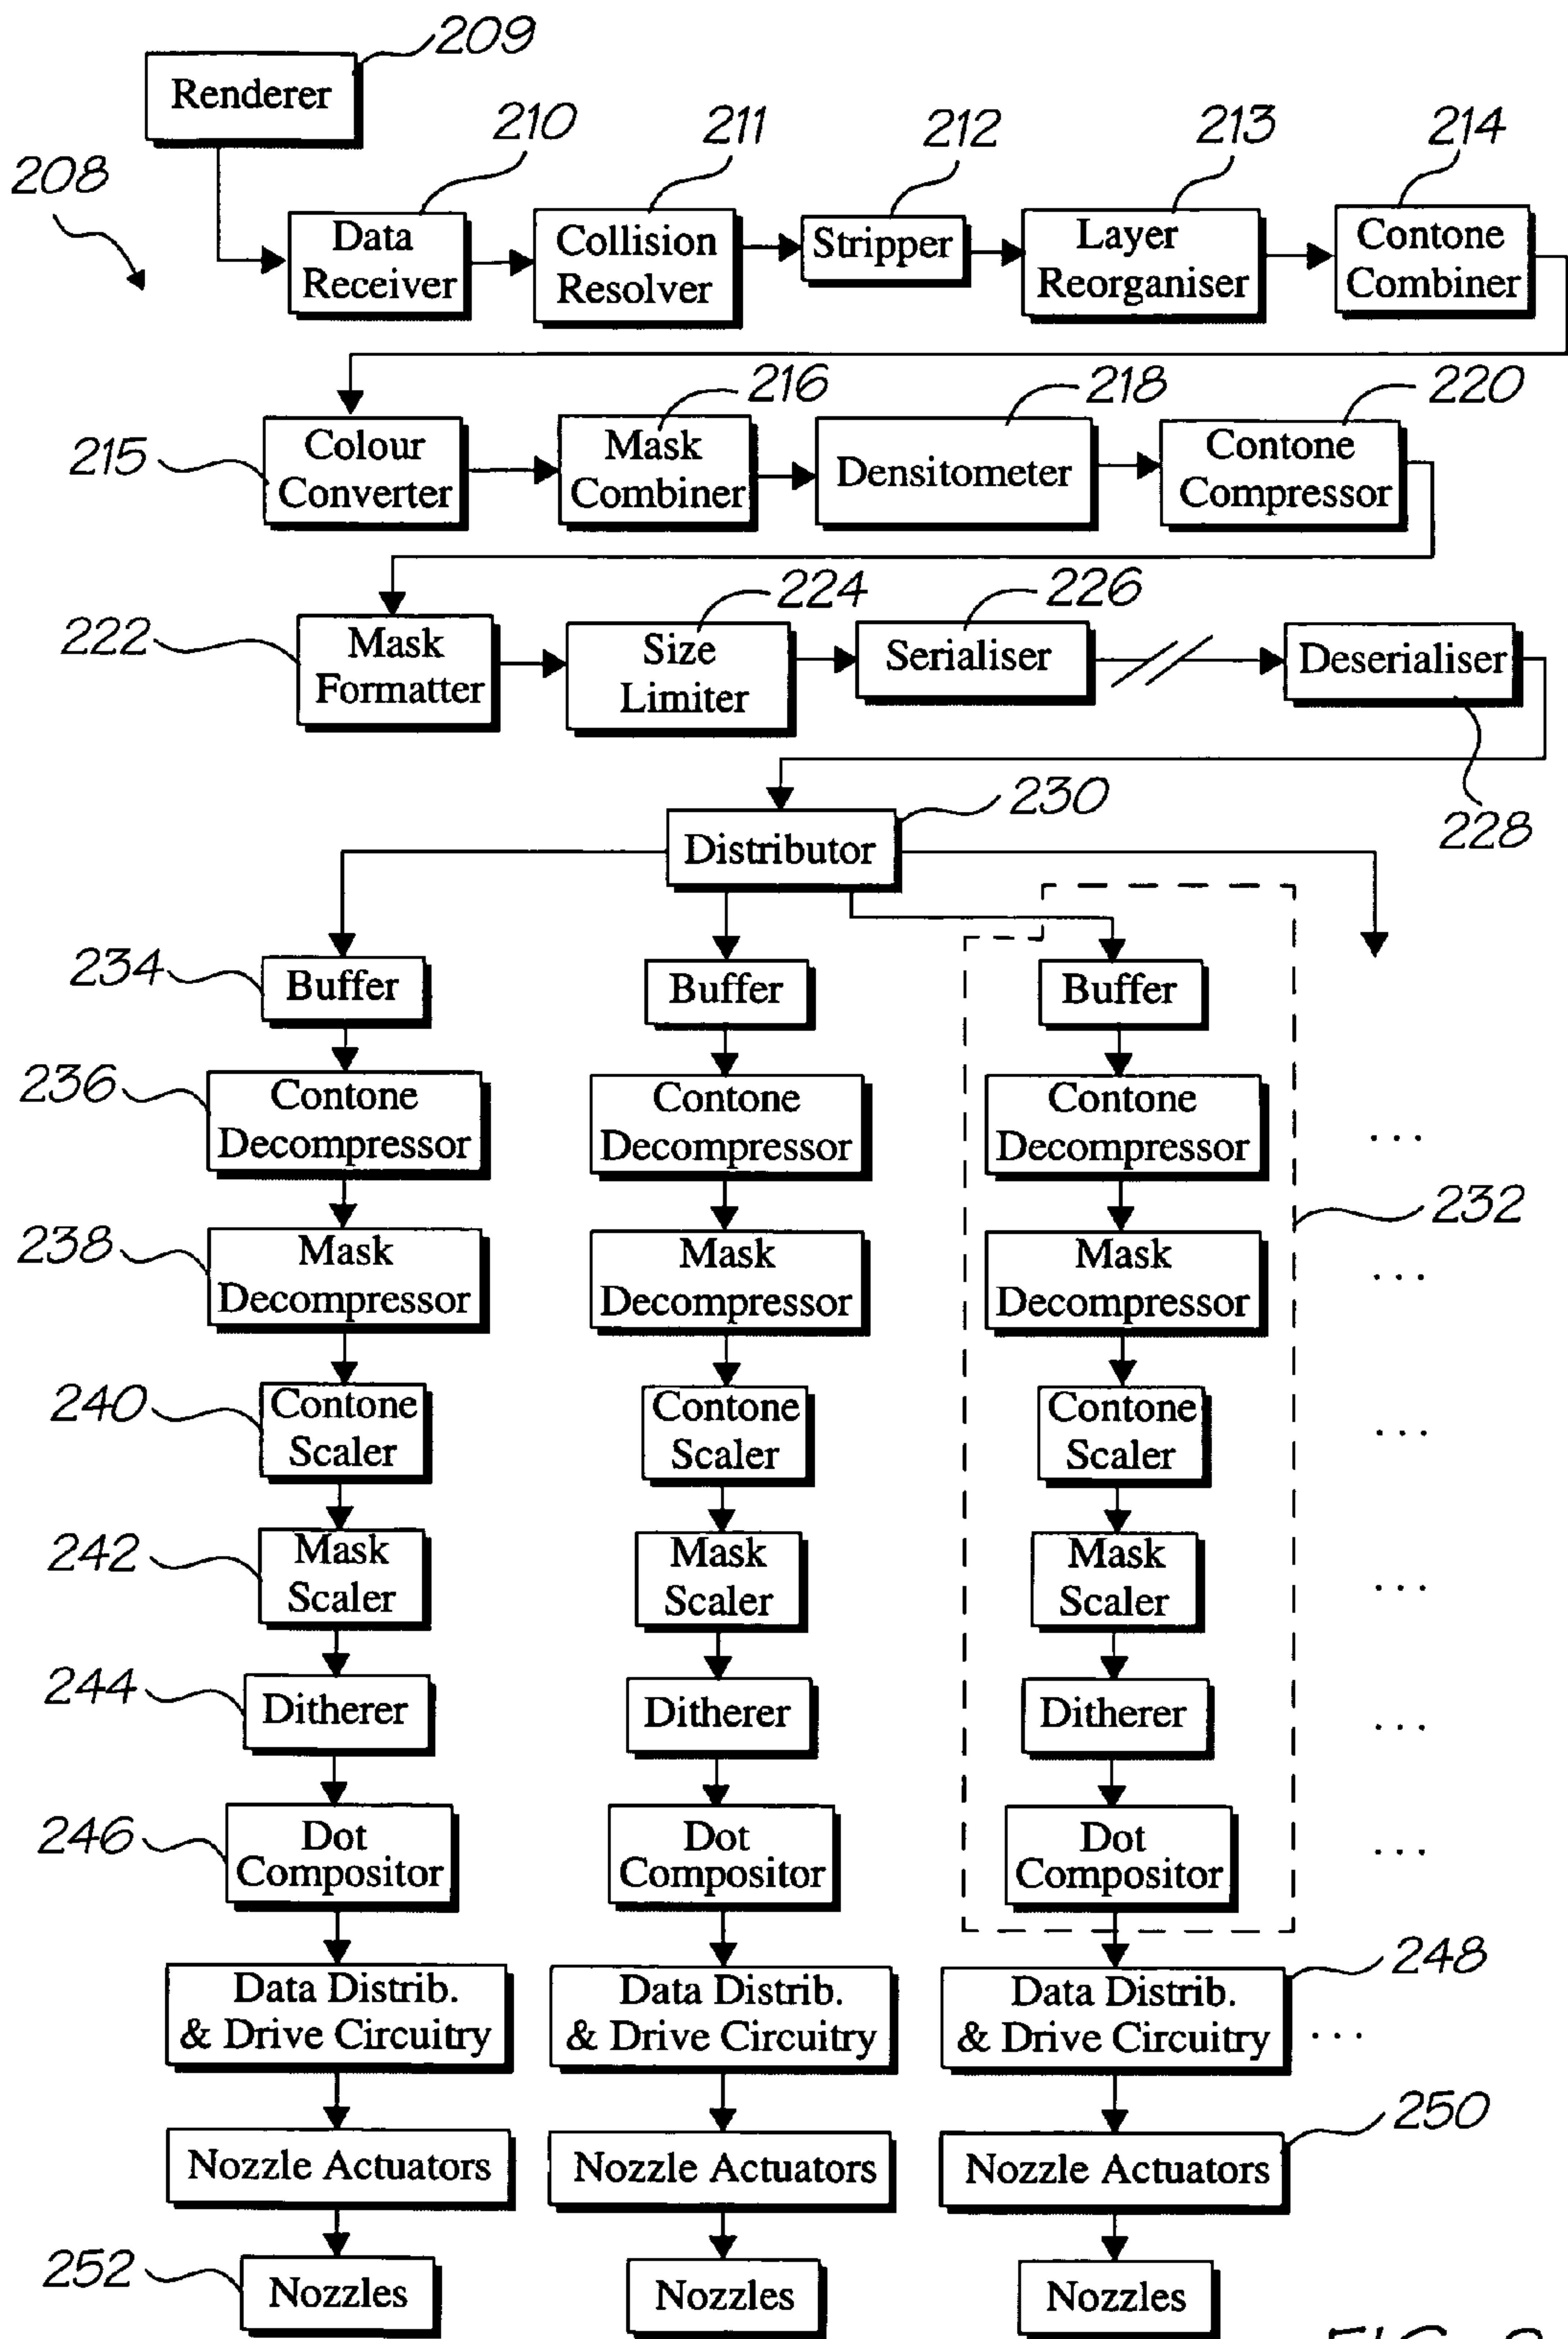 209
Renderer
208
210
211
212
213
214
Data
Receiver
Collision
Resolver
Stripper
Layer
Reorganiser
Contone
Combiner
216
218
220
215
Colour
Converter
Mask
Combiner
Densitometer
Contone
Compressor
224
226
222
Mask
Formatter
Size
Limiter
Serialiser
Deserialiser
228
230
Distributor
234
Buffer
Buffer
Buffer
236
Contone
Decompressor
Contone
Decompressor
Contone
Decompressor
...
232
238
Mask
Decompressor
Mask
Decompressor
Mask
Decompressor
...
240
Contone
Scaler
Contone
Scaler
Contone
Scaler
...
242
Mask
Scaler
Mask
Scaler
Mask
Scaler
...
244
Ditherer
Ditherer
Ditherer
...
246
Dot
Compositor
Dot
Compositor
Dot
Compositor
...
248
Data Distrib.
& Drive Circuitry
Data Distrib.
& Drive Circuitry
Data Distrib.
& Drive Circuitry
...
250
Nozzle Actuators
Nozzle Actuators
Nozzle Actuators
252
Nozzles
Nozzles
Nozzles